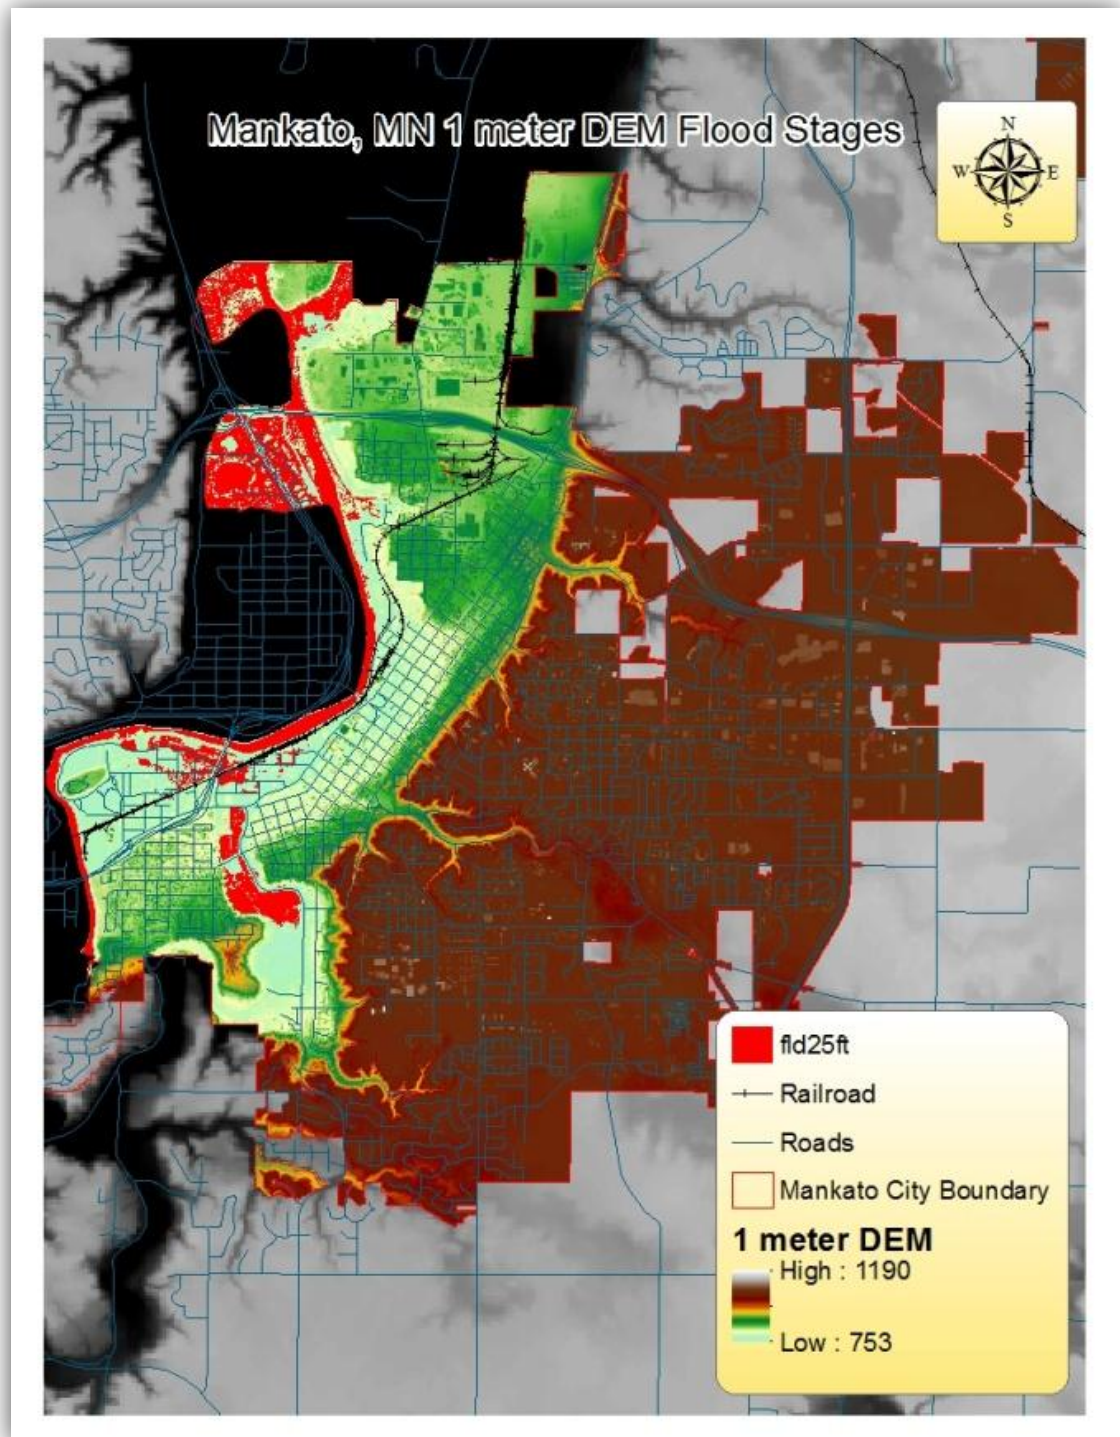 Mankato, MN 1 meter DEM Flood Stages
N
W E
S
fld25ft
Railroad
Roads
Mankato City Boundary
1 meter DEM
High : 1190
Low : 753